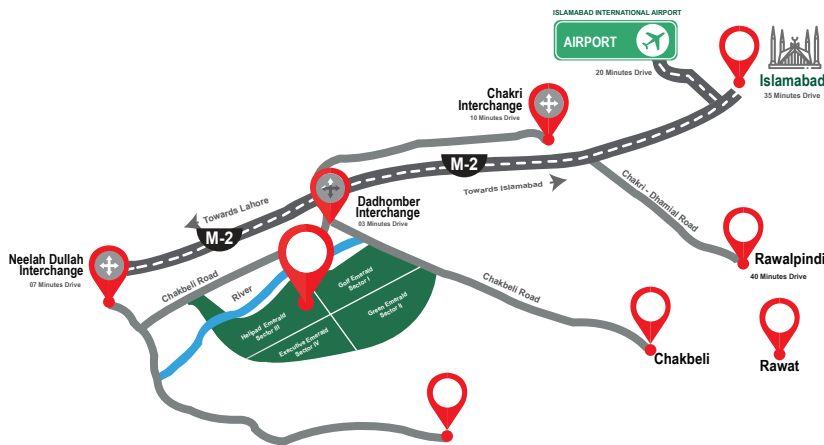 ISLAMABAD INTERNATIONAL AIRPORT
AIRPORT
20 Minutes Drive
Islamabad
35 Minutes Drive
Chakri
Interchange
10 Minutes Drive
M-2
Towards Islamabad
Chakri - Dhamial Road
Towards Lahore
Dadhomber
Interchange
03 Minutes Drive
M-2
Neelah Dullah
Interchange
07 Minutes Drive
Rawalpindi
40 Minutes Drive
Chakbeli Road
River
Golf Emerald
Sector I
Green Emerald
Sector Ii
Helipad Emerald
Sector III
Executive Emerald
Sector IV
Chakbeli Road
Chakbeli
Rawat